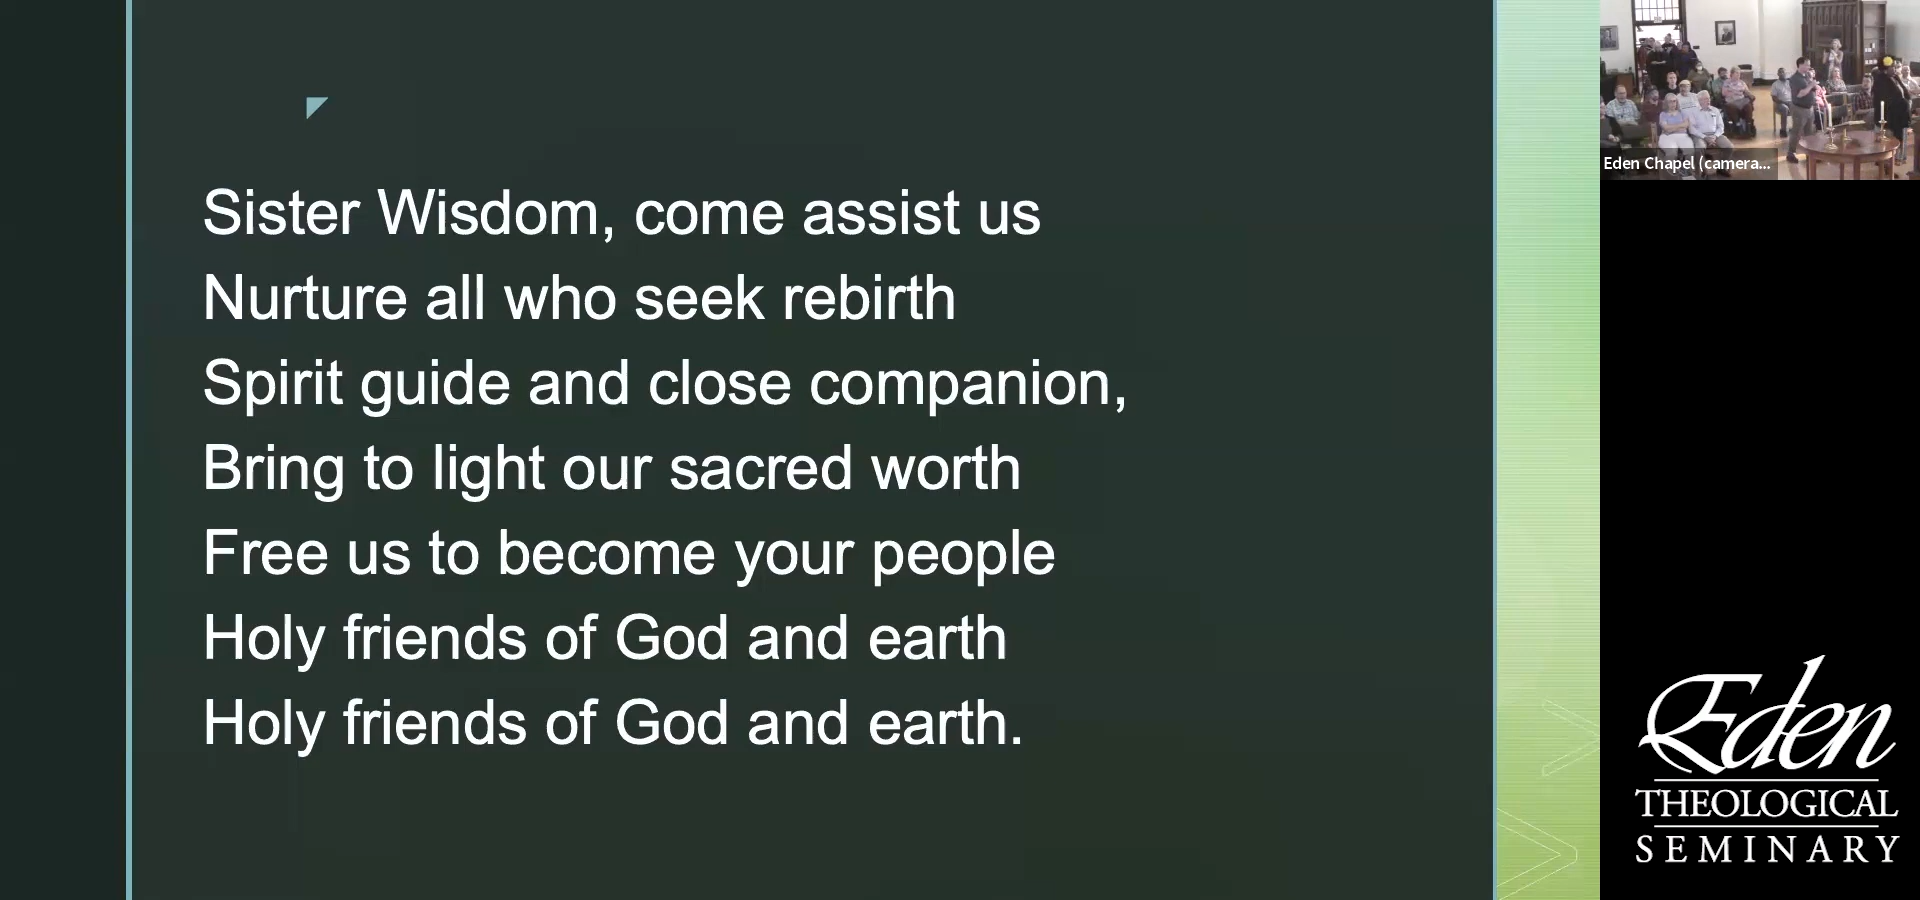 Sister Wisdom, come assist us
Nurture all who seek rebirth
Spirit guide and close companion,
Bring to light our sacred worth
Free us to become your people
Holy friends of God and earth
Holy friends of God and earth.
Eden Chapel (camera...
Eden
THEOLOGICAL
SEMINARY